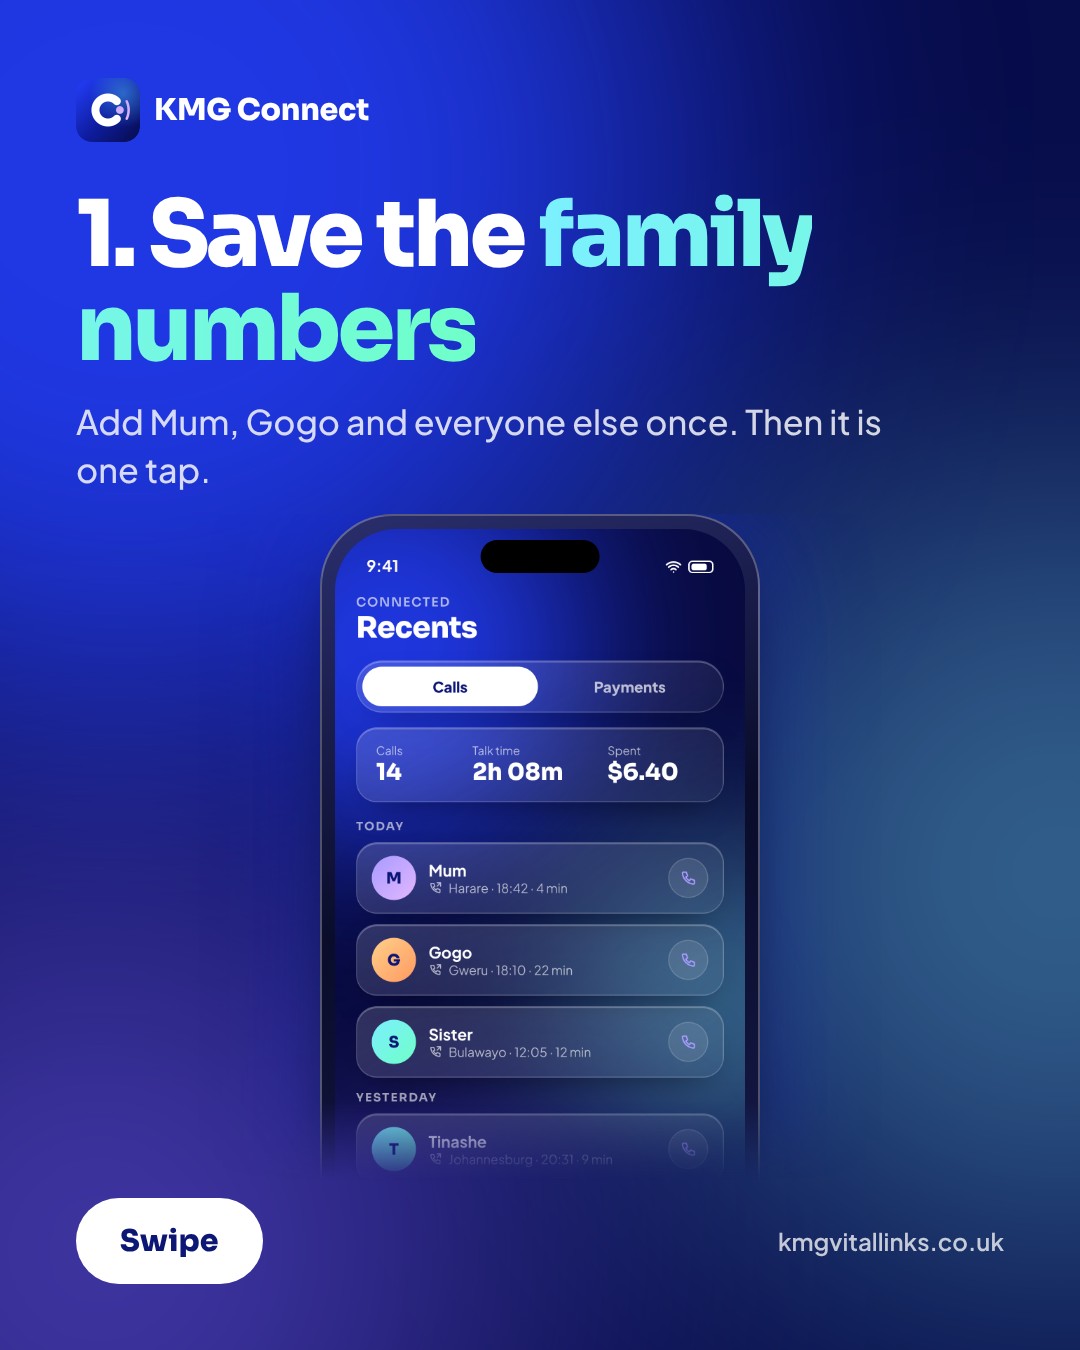 KMG Connect
1. Save the family
numbers
Add Mum, Gogo and everyone else once. Then it is
one tap.
9:41
CONNECTED
Recents
Calls Payments
Calls Talk time Spent
14 2h 08m $6.40
TODAY
M Mum
Harare · 18:42 · 4 min
G Gogo
Gweru · 18:10 · 22 min
S Sister
Bulawayo · 12:05 · 12 min
YESTERDAY
T Tinashe
Johannesburg · 20:31 · 9 min
Swipe
kmgvitallinks.co.uk